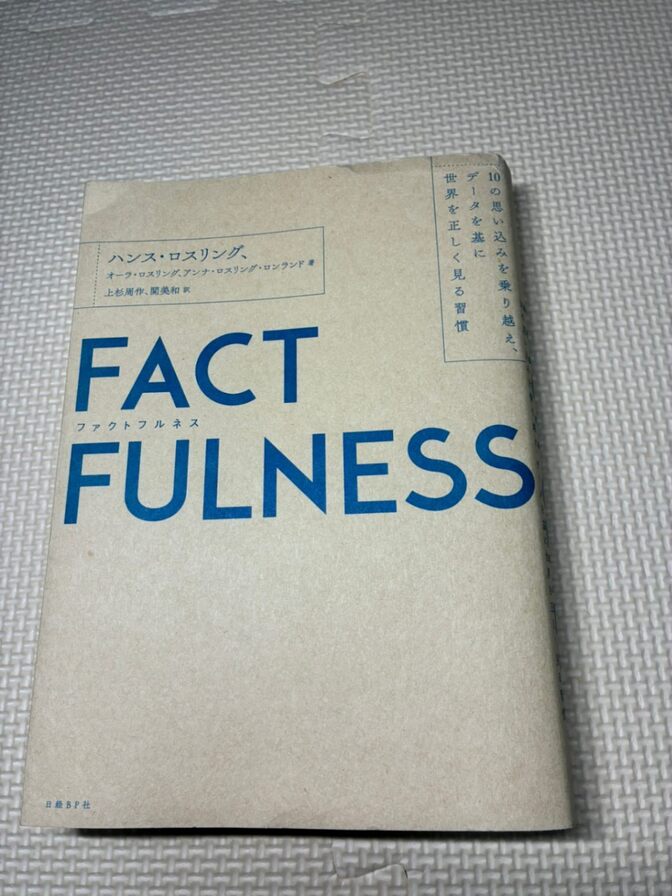 10の思い込みを乗り越え、
データを基に
世界を正しく見る習慣
ハンス・ロスリング、
オーラ・ロスリング、アンナ・ロスリング・ロンランド 著
上杉周作、関美和 訳
FACT
ファクトフルネス
FULNESS
日経BP社